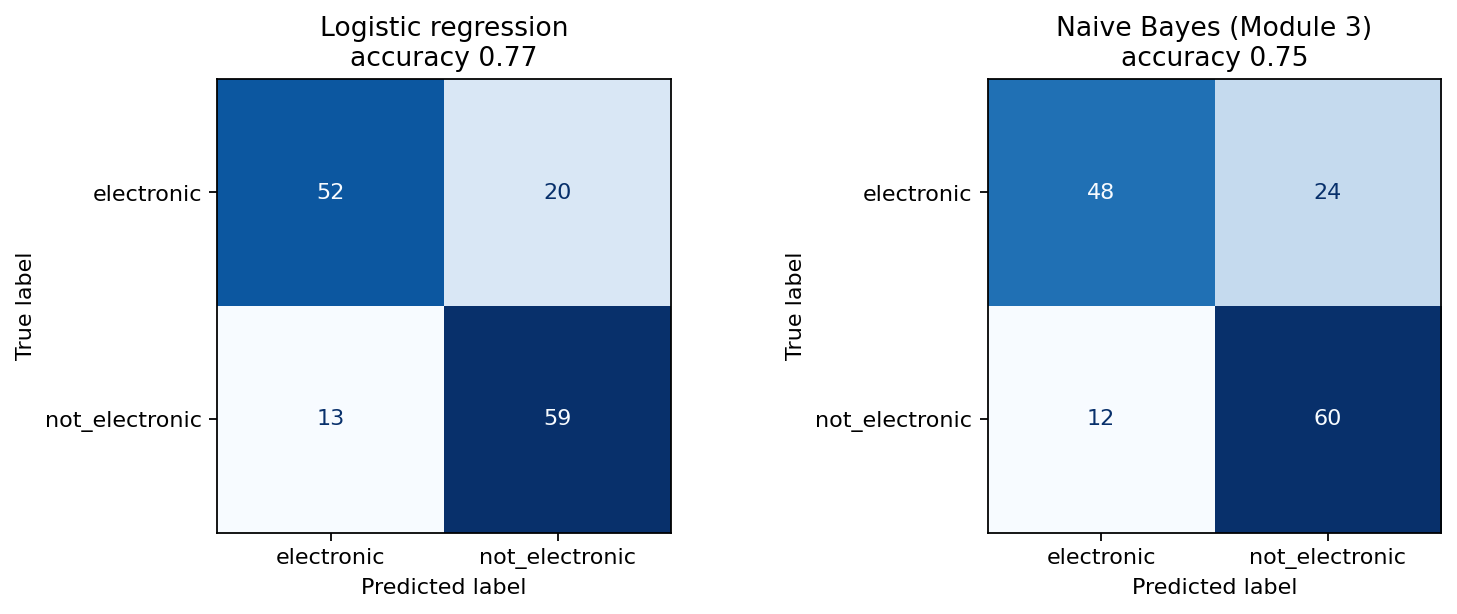 Logistic regression
accuracy 0.77
True label
electronic
52
20
not_electronic
13
59
electronic
not_electronic
Predicted label
Naive Bayes (Module 3)
accuracy 0.75
True label
electronic
48
24
not_electronic
12
60
electronic
not_electronic
Predicted label